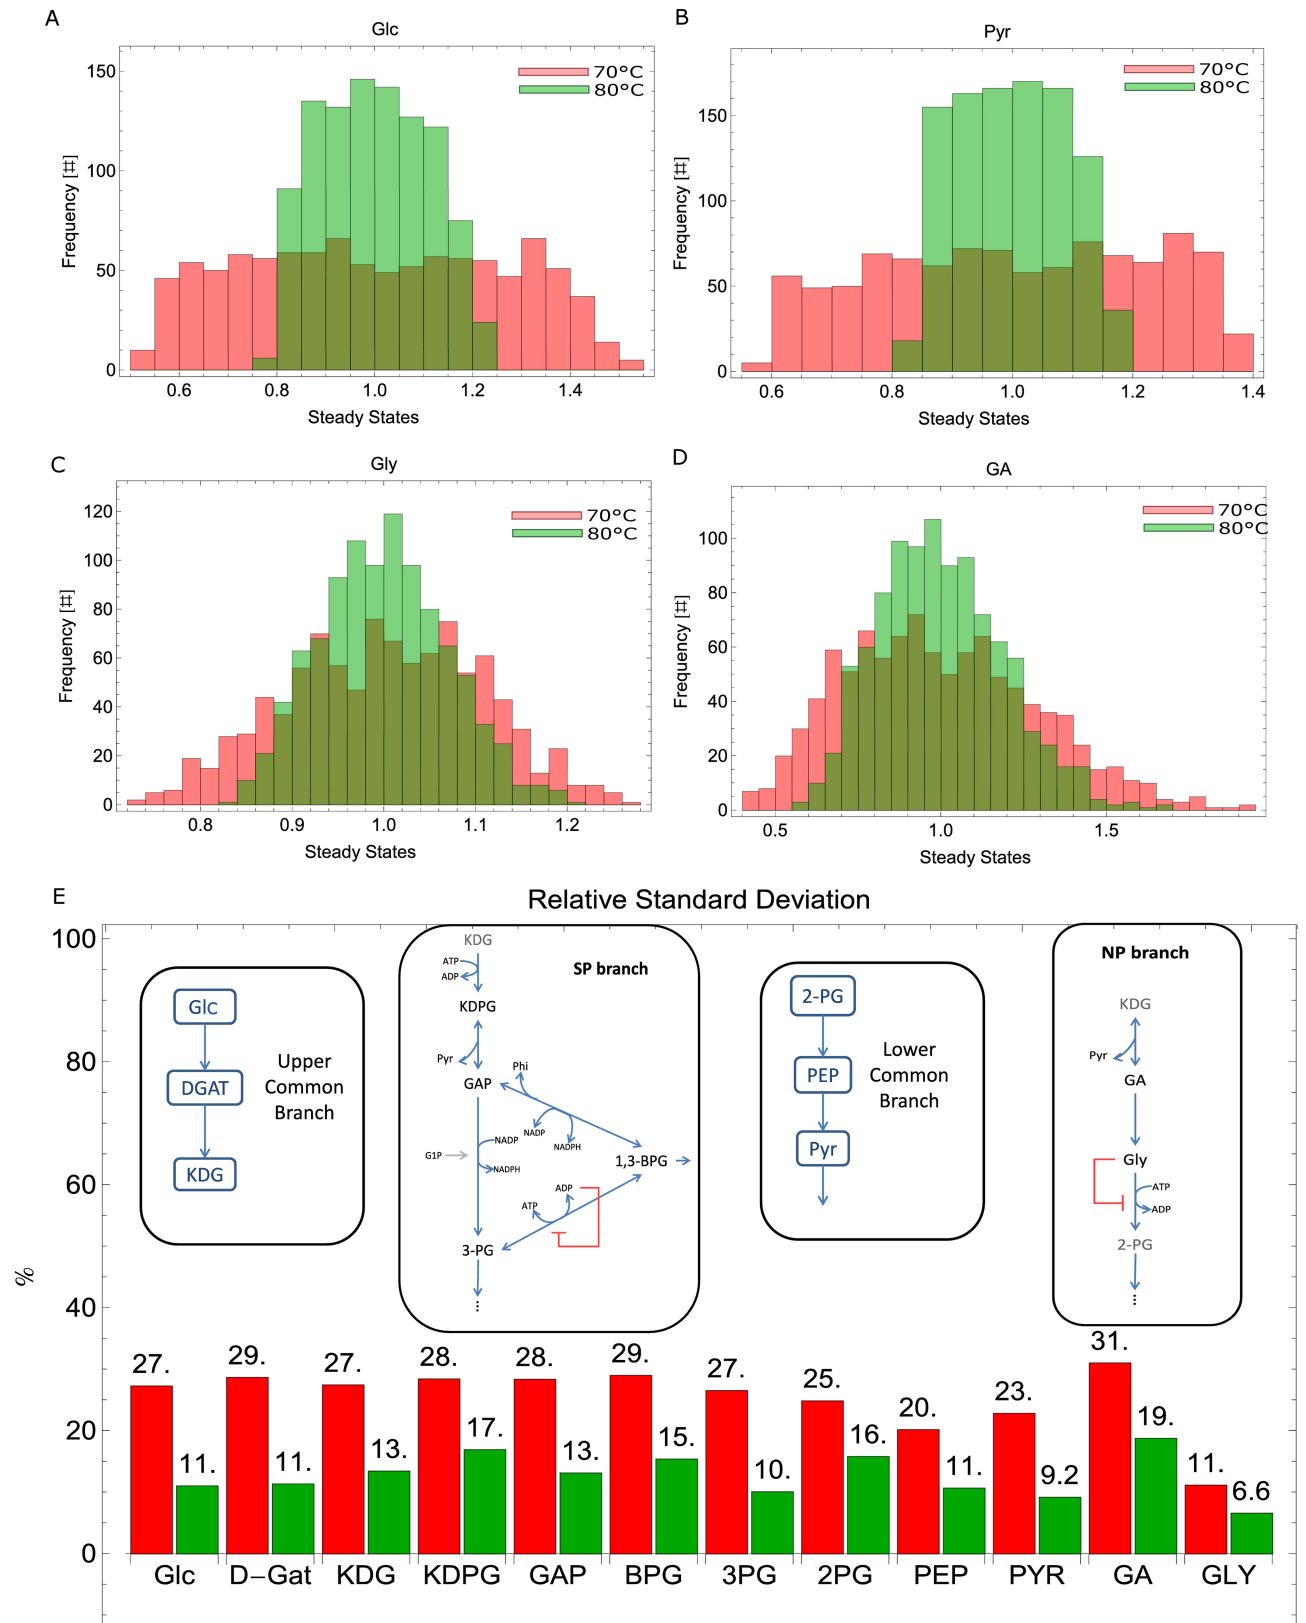 A
Glc
70°C
80°C
Frequency [#]
150
100
50
0
0.6 0.8 1.0 1.2 1.4
Steady States
B
Pyr
70°C
80°C
Frequency [#]
150
100
50
0
0.6 0.8 1.0 1.2 1.4
Steady States
C
Gly
70°C
80°C
Frequency [#]
120
100
80
60
40
20
0
0.8 0.9 1.0 1.1 1.2
Steady States
D
GA
70°C
80°C
Frequency [#]
100
80
60
40
20
0
0.5 1.0 1.5
Steady States
E
Relative Standard Deviation
%
100
80
60
40
20
0
Glc
DGAT
KDG
Upper
Common
Branch
SP branch
KDG
ATP
ADP
KDPG
Pyr
GAP
Phi
NADP
NADPH
G1P
NADP
NADPH
1,3-BPG
ADP
ATP
3-PG
...
2-PG
PEP
Pyr
Lower
Common
Branch
NP branch
KDG
Pyr
GA
Gly
ATP
ADP
2-PG
...
27. 11. 29. 11. 27. 13. 28. 17. 28. 13. 29. 15. 27. 10. 25. 16. 20. 11. 23. 9.2 31. 19. 11. 6.6
Glc D–Gat KDG KDPG GAP BPG 3PG 2PG PEP PYR GA GLY